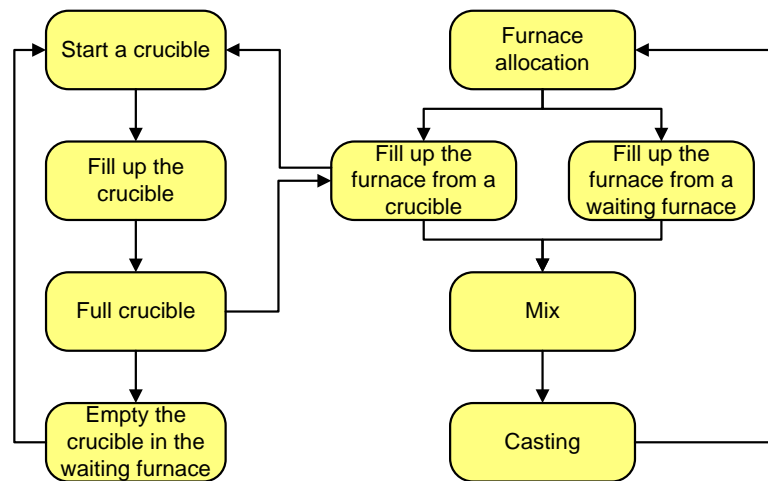 Start a crucible
Furnace
allocation
Fill up the
crucible
Fill up the
furnace from a
crucible
Fill up the
furnace from a
waiting furnace
Full crucible
Mix
Empty the
crucible in the
waiting furnace
Casting